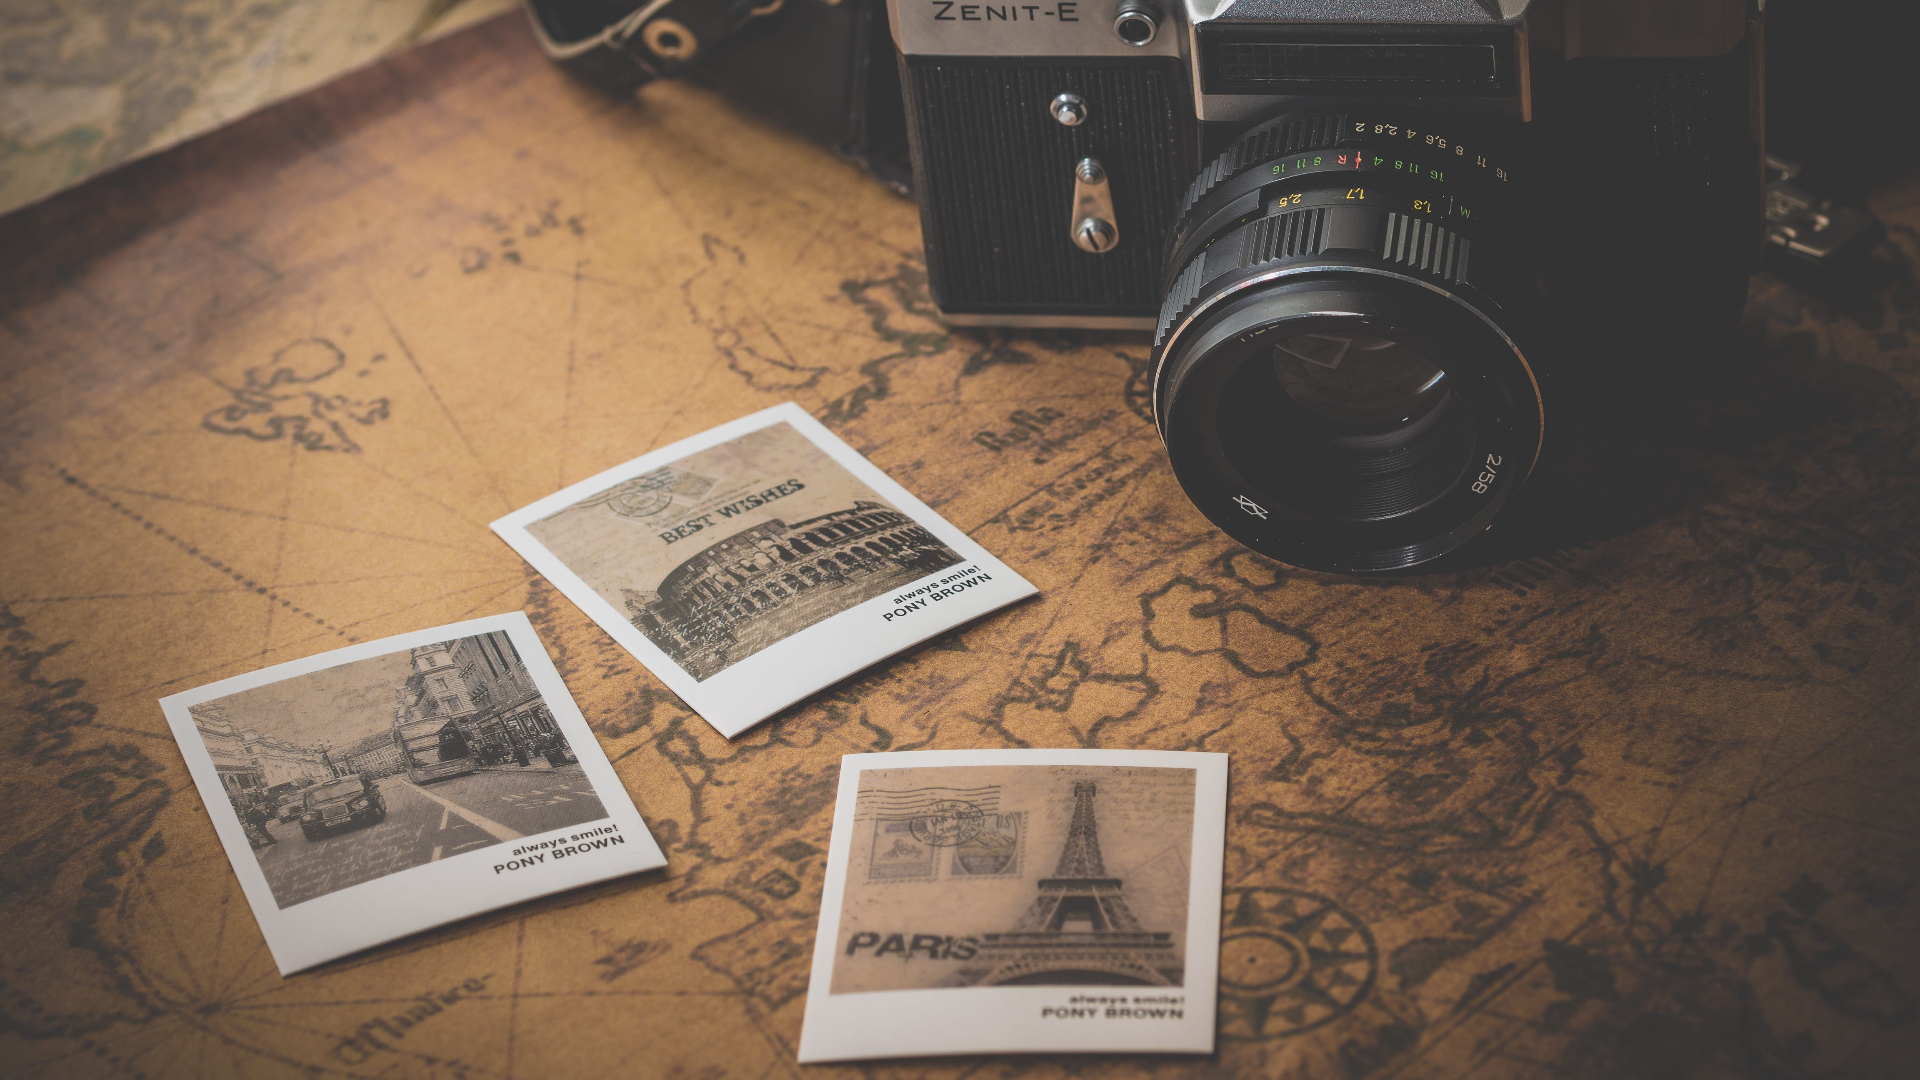 ZENIT-E
2 2,8 4 5,6 8 11 16
16 11 8 R 4 8 11 16
2,5 1,7 1,3 M
2/58
Ruffia
BEST WISHES
always smile!
PONY BROWN
always smile!
PONY BROWN
PARIS
always smile!
PONY BROWN